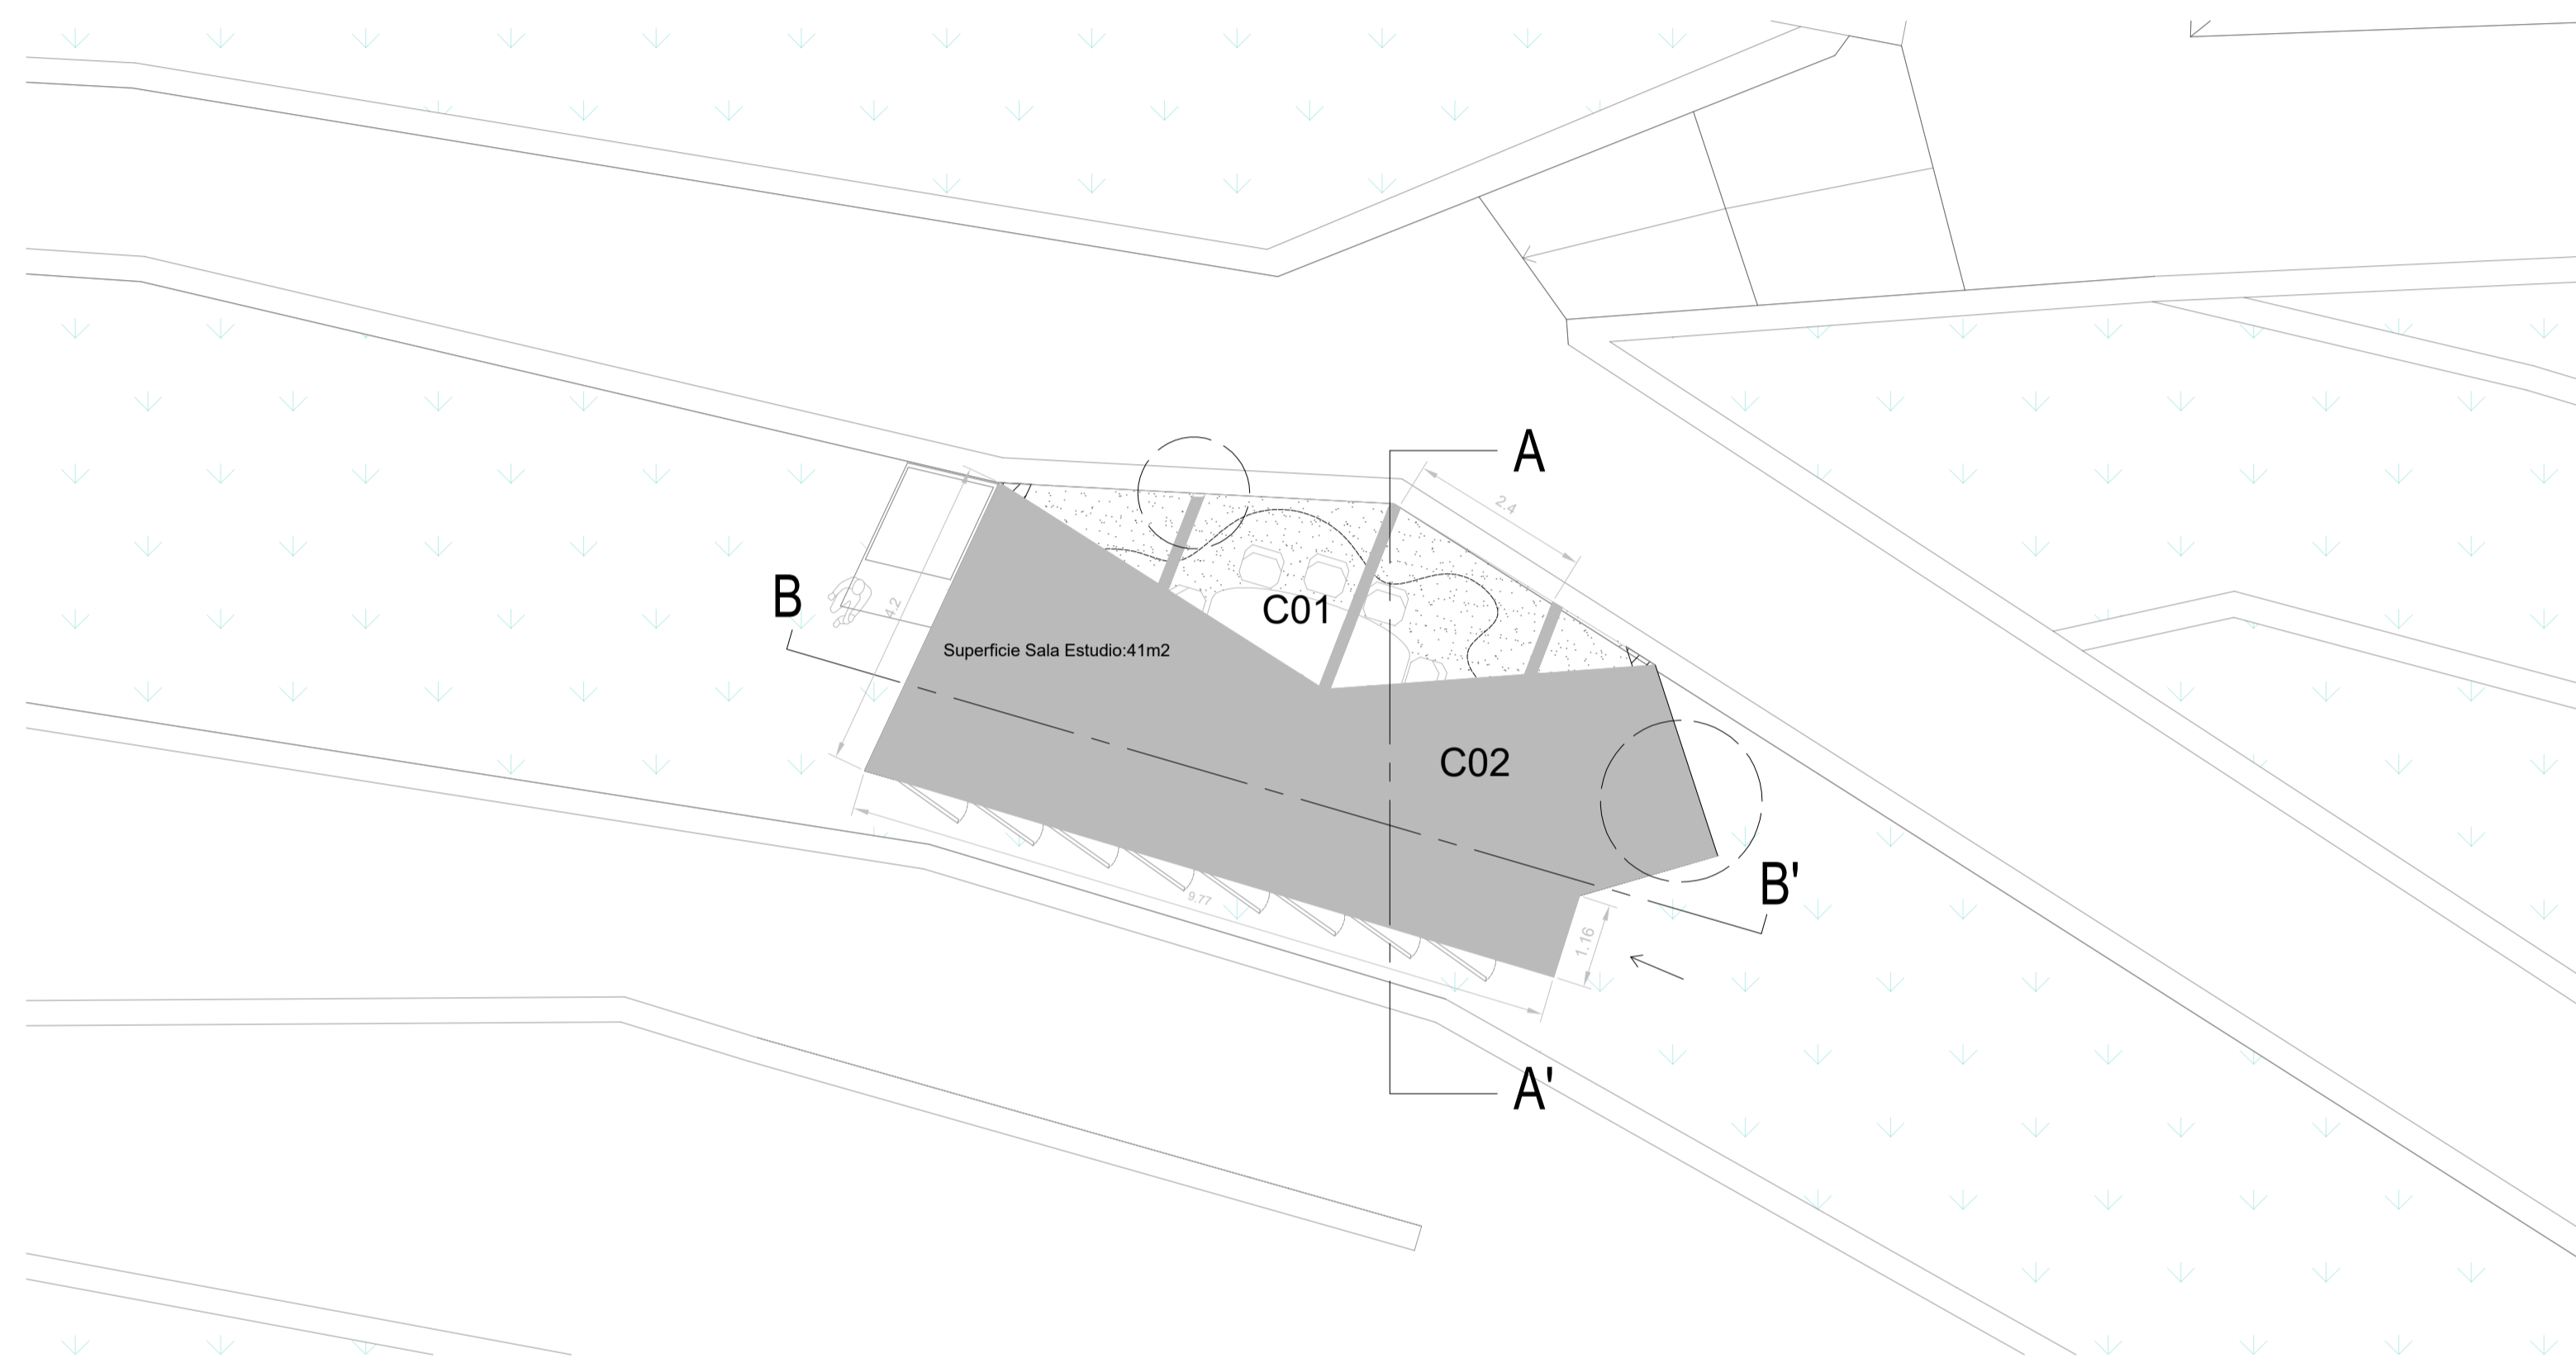 A
2.4
B
4.2
C01
Superficie Sala Estudio:41m2
C02
B'
9.77
1.16
A'